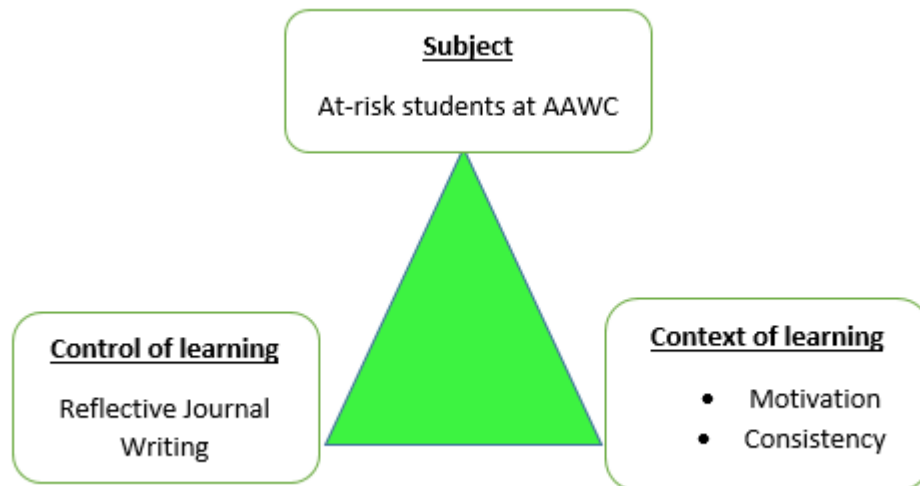 Subject
At-risk students at AAWC
Control of learning
Reflective Journal
Writing
Context of learning
• Motivation
• Consistency